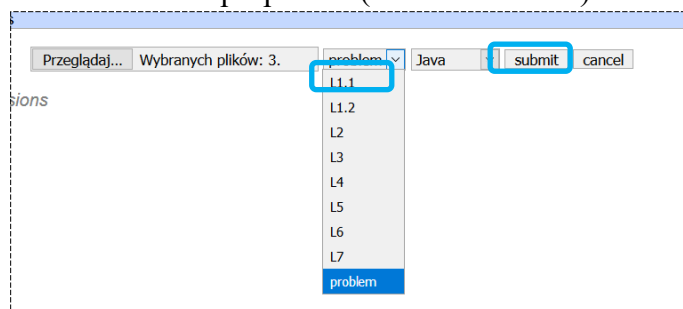 Przeglądaj... Wybranych plików: 3. problem Java submit cancel
sions
L1.1
L1.2
L2
L3
L4
L5
L6
L7
problem